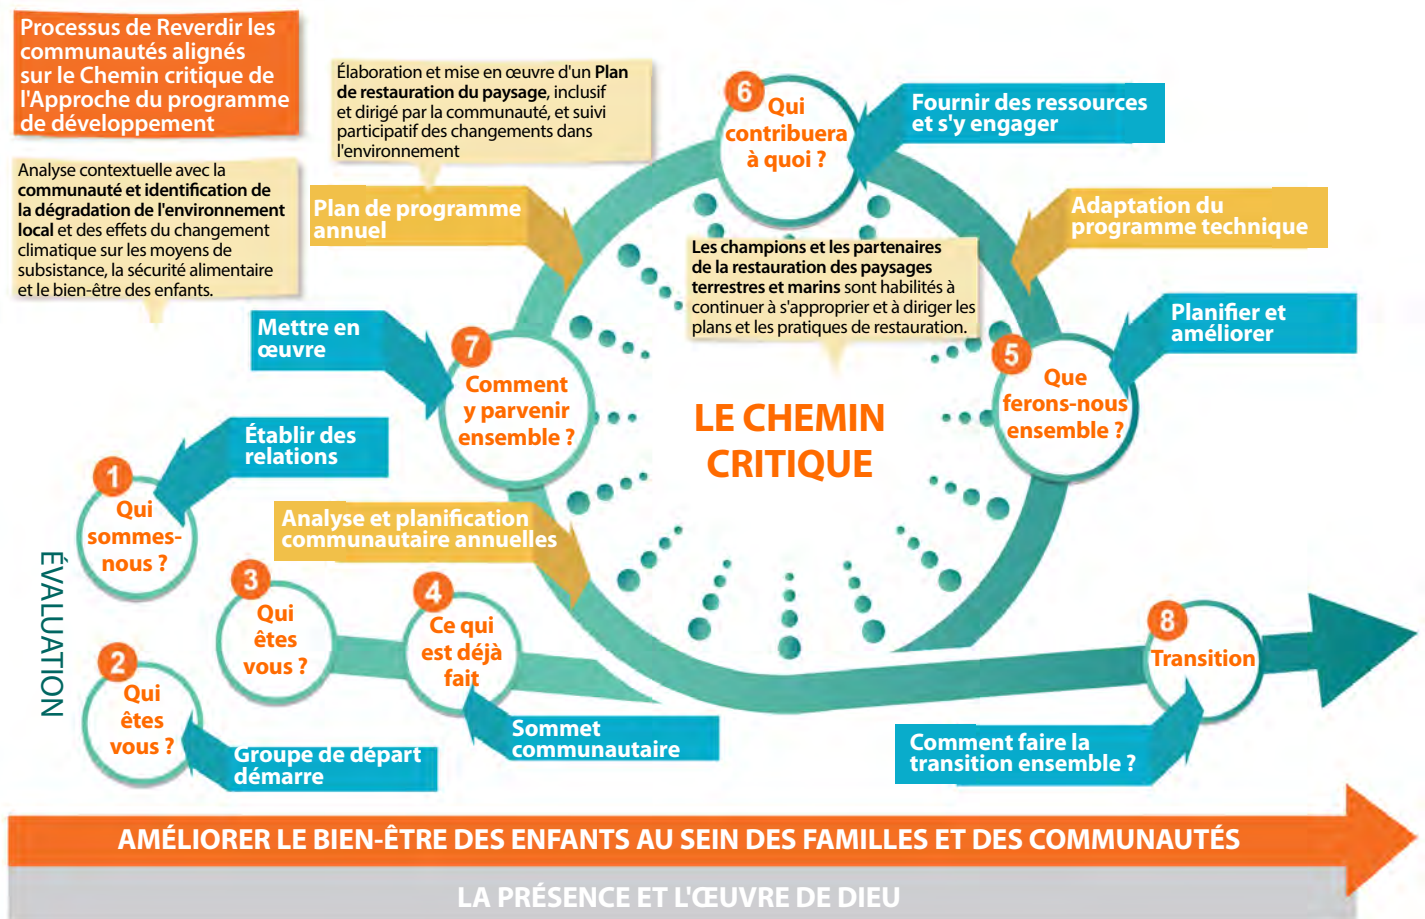 Processus de Reverdir les
communautés alignés
sur le Chemin critique de
l'Approche du programme
de développement
Analyse contextuelle avec la
communauté et identification de
la dégradation de l'environnement
local et des effets du changement
climatique sur les moyens de
subsistance, la sécurité alimentaire
et le bien-être des enfants.
Élaboration et mise en œuvre d'un Plan
de restauration du paysage, inclusif
et dirigé par la communauté, et suivi
participatif des changements dans
l'environnement
Plan de programme
annuel
6
Qui
contribuera
à quoi ?
Fournir des ressources
et s'y engager
Adaptation du
programme technique
Les champions et les partenaires
de la restauration des paysages
terrestres et marins sont habilités à
continuer à s'approprier et à diriger les
plans et les pratiques de restauration.
Planifier et
améliorer
Mettre en
œuvre
7
Comment
y parvenir
ensemble ?
LE CHEMIN
CRITIQUE
5
Que
ferons-nous
ensemble ?
Établir des
relations
1
Qui
sommes-
nous ?
Analyse et planification
communautaire annuelles
ÉVALUATION
3
Qui
êtes
vous ?
4
Ce qui
est déjà
fait
2
Qui
êtes
vous ?
Groupe de départ
démarre
Sommet
communautaire
8
Transition
Comment faire la
transition ensemble ?
AMÉLIORER LE BIEN-ÊTRE DES ENFANTS AU SEIN DES FAMILLES ET DES COMMUNAUTÉS
LA PRÉSENCE ET L'ŒUVRE DE DIEU